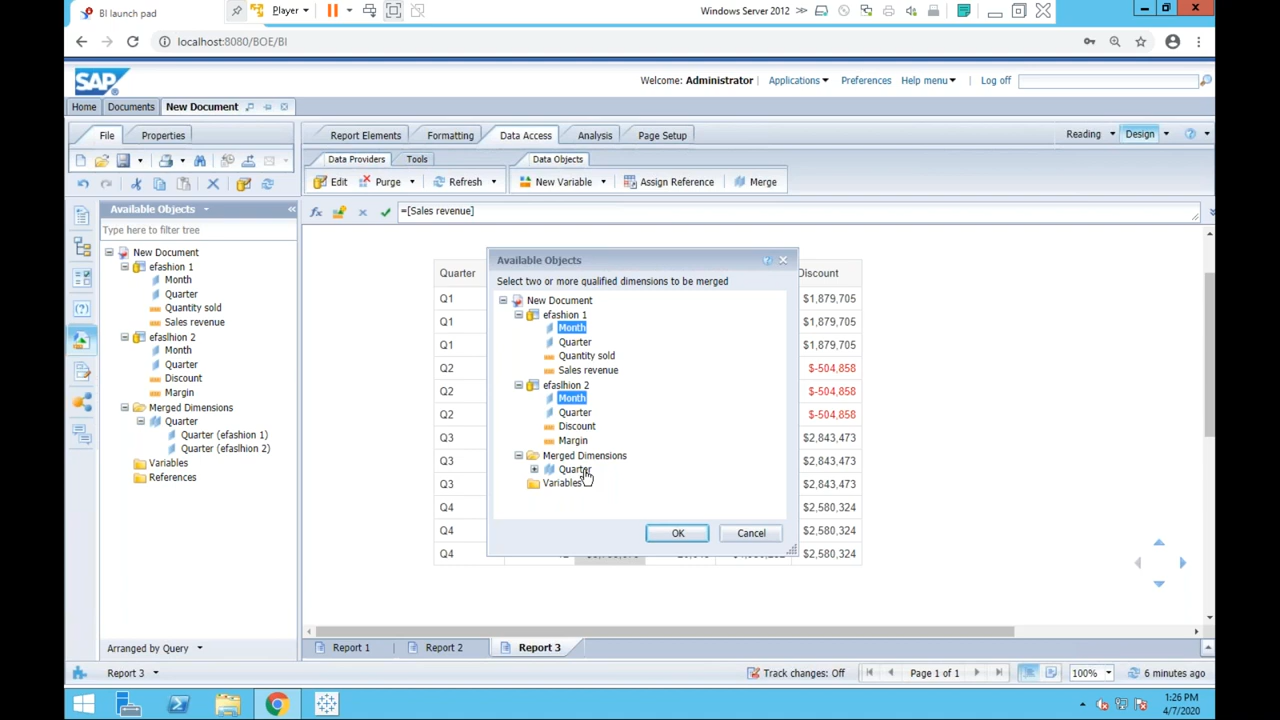 BI launch pad
Player
Windows Server 2012
localhost:8080/BOE/BI
SAP
Welcome: Administrator
Applications
Preferences
Help menu
Log off
Home
Documents
New Document
File
Properties
Report Elements
Formatting
Data Access
Analysis
Page Setup
Reading
Design
Data Providers
Tools
Data Objects
Edit
Purge
Refresh
New Variable
Assign Reference
Merge
=[Sales revenue]
Available Objects
Type here to filter tree
New Document
efashion 1
Month
Quarter
Quantity sold
Sales revenue
efaslhion 2
Month
Quarter
Discount
Margin
Merged Dimensions
Quarter
Quarter (efashion 1)
Quarter (efaslhion 2)
Variables
References
Arranged by Query
Quarter
Discount
Q1
$1,879,705
Q1
$1,879,705
Q1
$1,879,705
Q2
$-504,858
Q2
$-504,858
Q2
$-504,858
Q3
$2,843,473
Q3
$2,843,473
Q3
$2,843,473
Q4
$2,580,324
Q4
$2,580,324
Q4
$2,580,324
Available Objects
Select two or more qualified dimensions to be merged
New Document
efashion 1
Month
Quarter
Quantity sold
Sales revenue
efaslhion 2
Month
Quarter
Discount
Margin
Merged Dimensions
Quarter
Variables
OK
Cancel
Report 1
Report 2
Report 3
Report 3
Track changes: Off
Page 1 of 1
100%
6 minutes ago
1:26 PM
4/7/2020